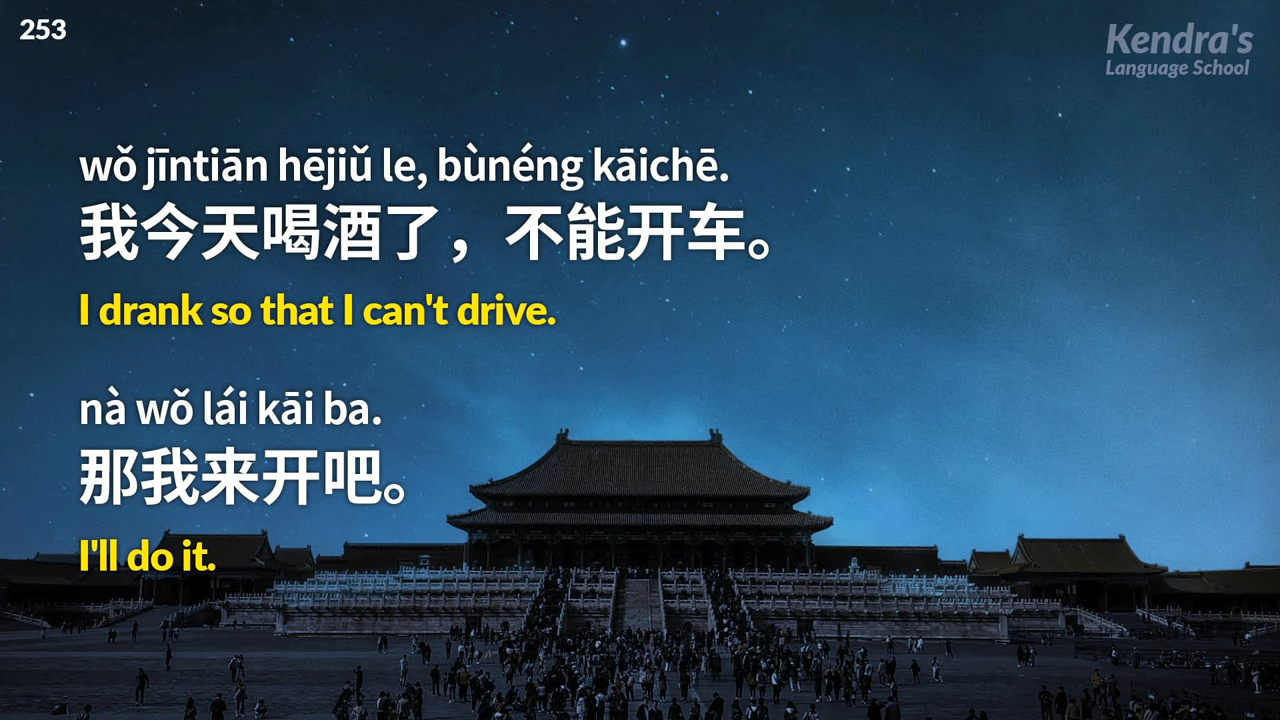 253
Kendra's
Language School
wǒ jīntiān hējiǔ le, bùnéng kāichē.
我今天喝酒了，不能开车。
I drank so that I can't drive.
nà wǒ lái kāi ba.
那我来开吧。
I'll do it.